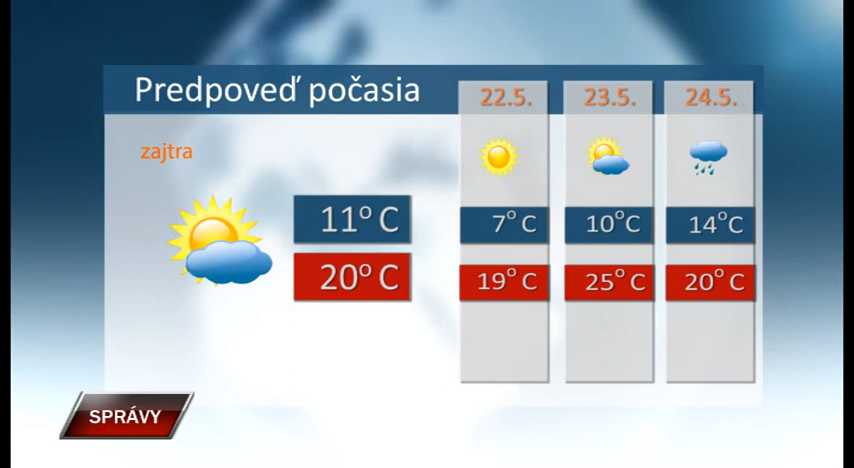 Predpoveď počasia
zajtra
11° C
20° C
22.5. 23.5. 24.5.
7° C 10°C 14°C
19° C 25° C 20° C
SPRÁVY